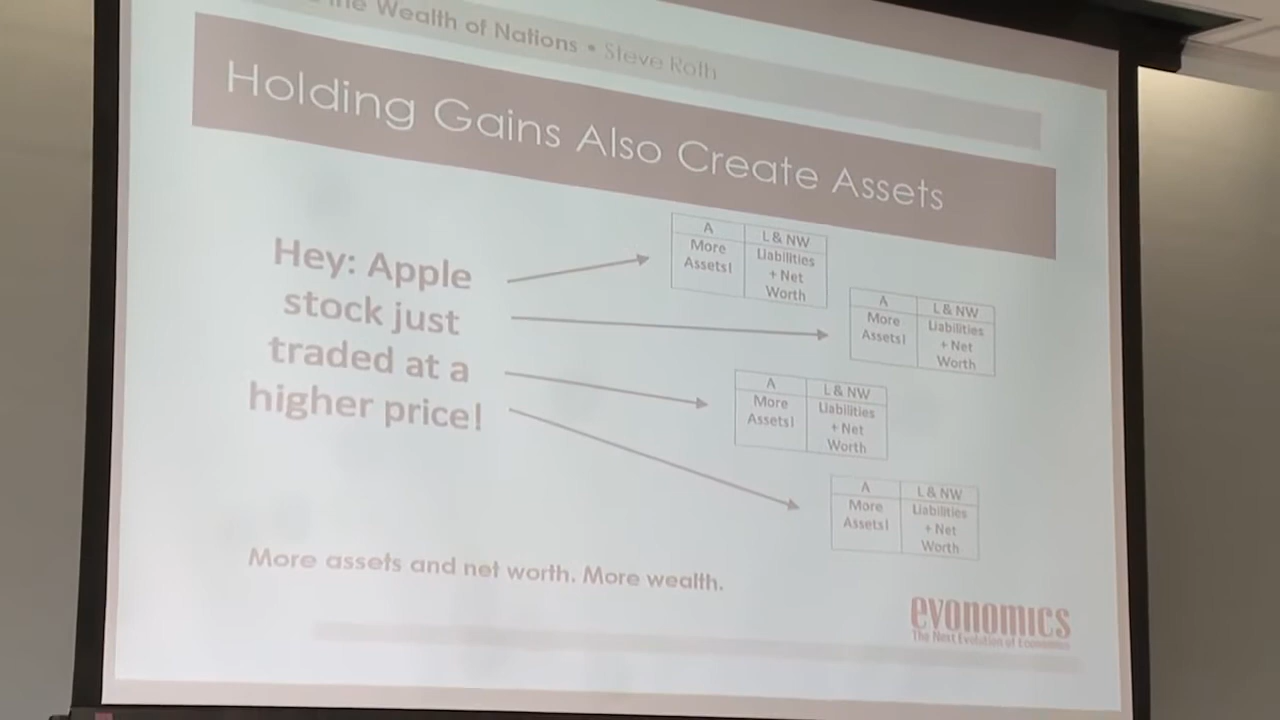 the Wealth of Nations • Steve Roth
Holding Gains Also Create Assets
Hey: Apple
stock just
traded at a
higher price!
A L & NW
More Assets! Liabilities + Net Worth
A L & NW
More Assets! Liabilities + Net Worth
A L & NW
More Assets! Liabilities + Net Worth
A L & NW
More Assets! Liabilities + Net Worth
More assets and net worth. More wealth.
evonomics
The Next Evolution of Economics